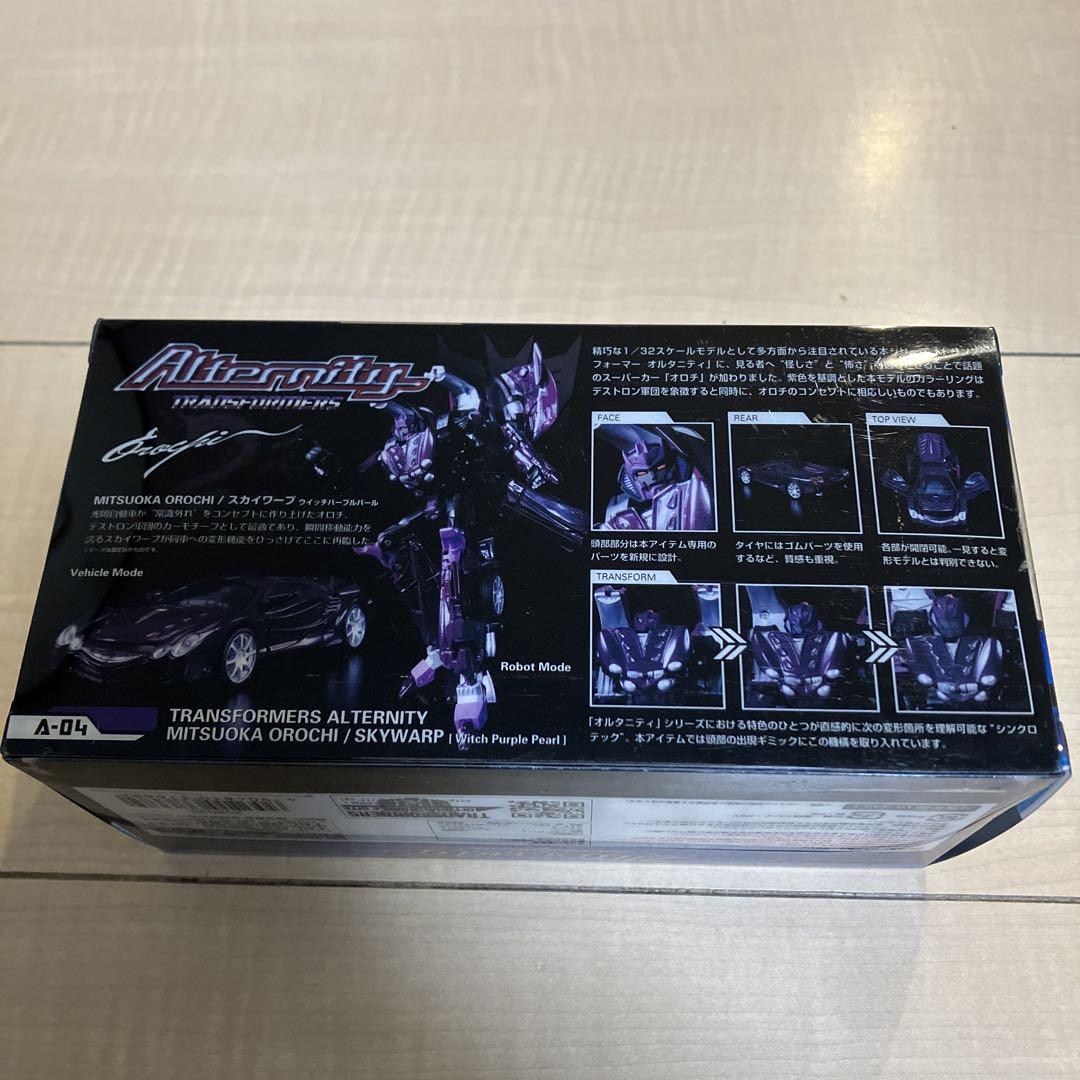 Alternity
TRANSFORMERS
Orochi
MITSUOKA OROCHI / スカイワープ ウイッチパープルパール
光岡自動車が"常識外れ"をコンセプトに作り上げたオロチ。
デストロン軍団のカーモチーフとして最適であり、瞬間移動能力を
誇るスカイワープが同車への変形機能をひっさげてここに再臨した。
Vehicle Mode
Robot Mode
A-04
TRANSFORMERS ALTERNITY
MITSUOKA OROCHI / SKYWARP [ Witch Purple Pearl ]
精巧な1/32スケールモデルとして多方面から注目されている
フォーマー オルタニティ」に、見る者へ"怪しさ"と"怖さ"ことで話題
のスーパーカー「オロチ」が加わりました。紫色を基調とした本モデルのカラーリングは
デストロン軍団を象徴すると同時に、オロチのコンセプトに相応しいものでもあります。
FACE
REAR
TOP VIEW
頭部部分は本アイテム専用の
パーツを新規に設計。
タイヤにはゴムパーツを使用
するなど、質感も重視。
各部が開閉可能。一見すると変
形モデルとは判別できない。
TRANSFORM
「オルタニティ」シリーズにおける特色のひとつが直感的に次の変形箇所を理解可能な"シンクロ
テック"。本アイテムでは頭部の出現ギミックにこの機構を取り入れています。
TRANSFORMERS